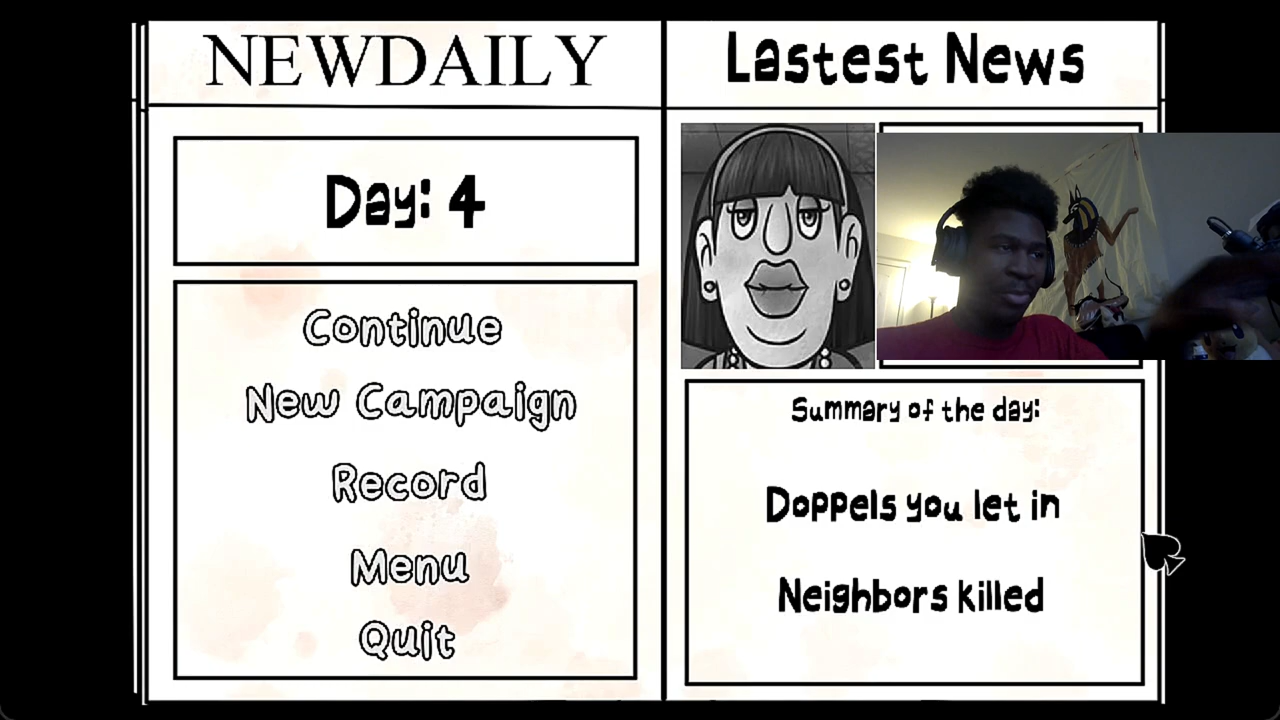 NEWDAILY
Lastest News
Day: 4
Continue
New Campaign
Record
Menu
Quit
Summary of the day:
Doppels you let in
Neighbors killed